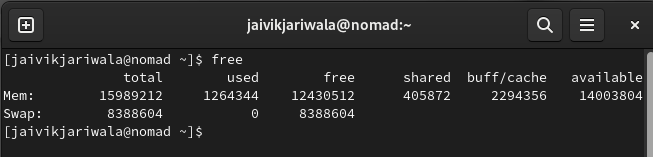 jaivikjariwala@nomad:~
[jaivikjariwala@nomad ~]$ free
total used free shared buff/cache available
Mem: 15989212 1264344 12430512 405872 2294356 14003804
Swap: 8388604 0 8388604
[jaivikjariwala@nomad ~]$